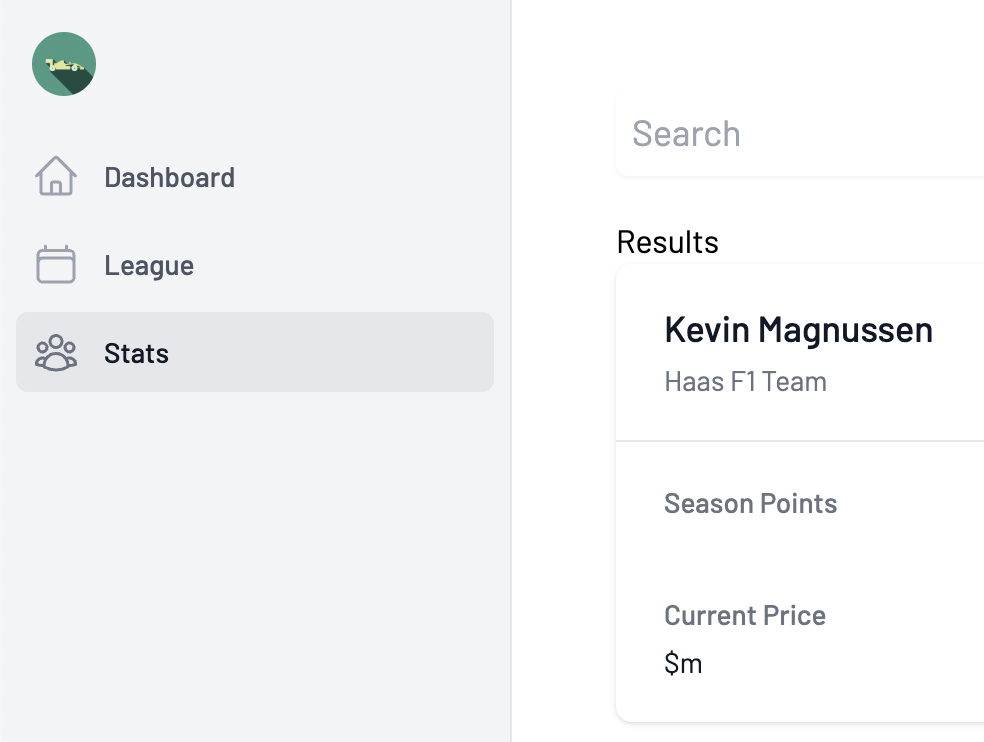 Dashboard
League
Stats
Search
Results
Kevin Magnussen
Haas F1 Team
Season Points
Current Price
$m